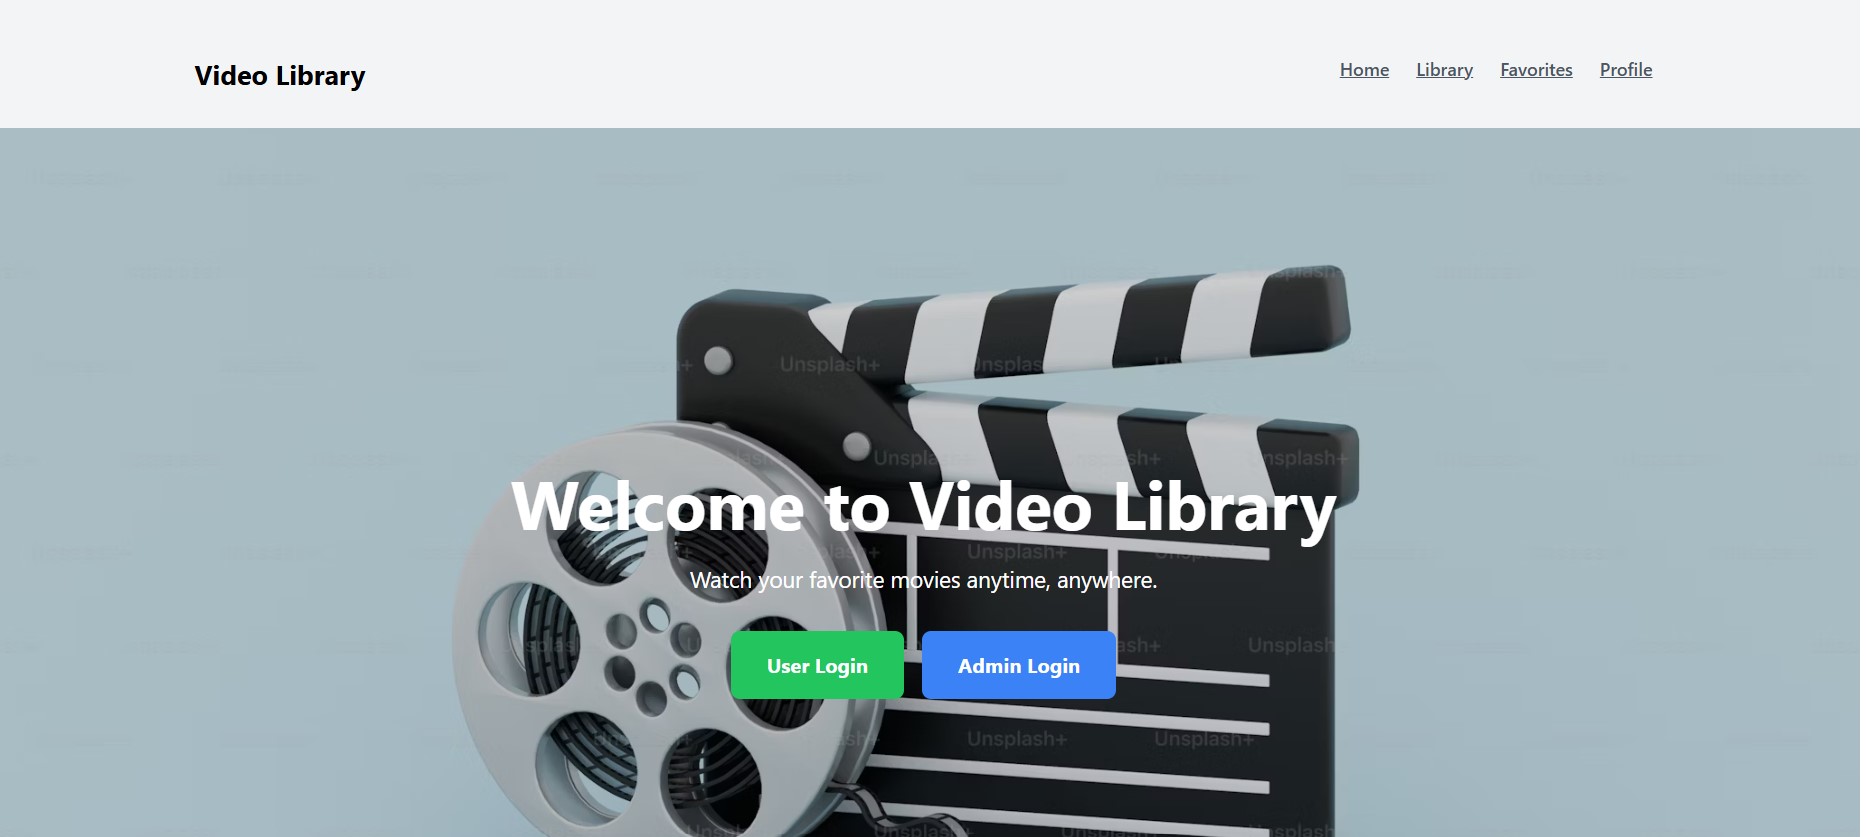 Video Library
Home Library Favorites Profile
Unsplash+
Unsplash+
Unsplash+
Welcome to Video Library
Unsplash+
Watch your favorite movies anytime, anywhere.
Unsplash+
User Login Admin Login
Unsplash+ Unsplash+
Unsplash+